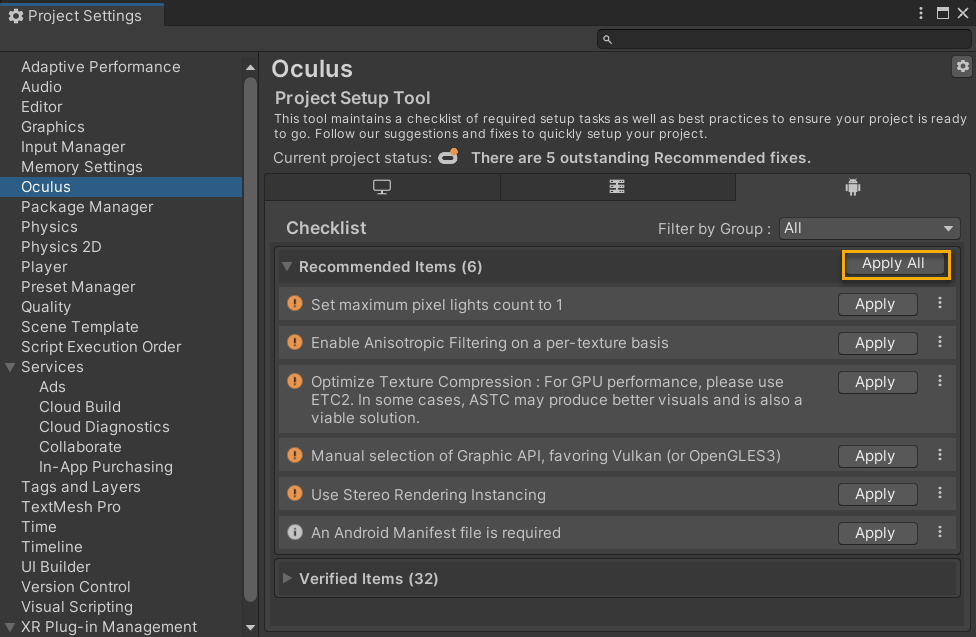 Project Settings
Adaptive Performance
Audio
Editor
Graphics
Input Manager
Memory Settings
Oculus
Package Manager
Physics
Physics 2D
Player
Preset Manager
Quality
Scene Template
Script Execution Order
Services
Ads
Cloud Build
Cloud Diagnostics
Collaborate
In-App Purchasing
Tags and Layers
TextMesh Pro
Time
Timeline
UI Builder
Version Control
Visual Scripting
XR Plug-in Management
Oculus
Project Setup Tool
This tool maintains a checklist of required setup tasks as well as best practices to ensure your project is ready
to go. Follow our suggestions and fixes to quickly setup your project.
Current project status: There are 5 outstanding Recommended fixes.
Checklist
Filter by Group : All
Recommended Items (6) Apply All
Set maximum pixel lights count to 1 Apply
Enable Anisotropic Filtering on a per-texture basis Apply
Optimize Texture Compression : For GPU performance, please use Apply
ETC2. In some cases, ASTC may produce better visuals and is also a
viable solution.
Manual selection of Graphic API, favoring Vulkan (or OpenGLES3) Apply
Use Stereo Rendering Instancing Apply
An Android Manifest file is required Apply
Verified Items (32)